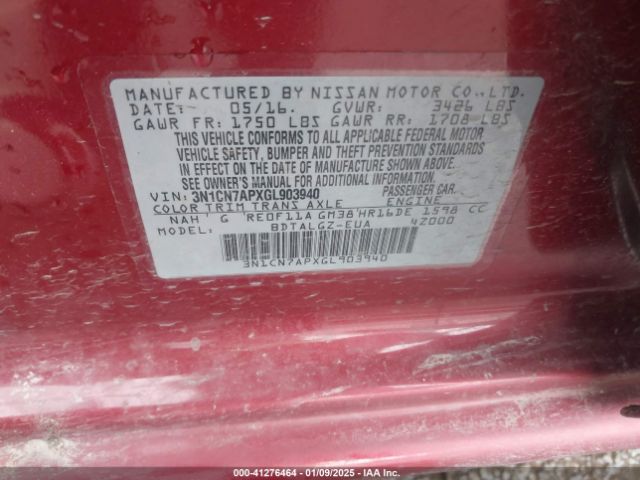 MANUFACTURED BY NISSAN MOTOR CO., LTD.
DATE: 05/16. GVWR: 3426 LBS
GAWR FR: 1750 LBS GAWR RR: 1708 LBS
THIS VEHICLE CONFORMS TO ALL APPLICABLE FEDERAL MOTOR
VEHICLE SAFETY, BUMPER AND THEFT PREVENTION STANDARDS
IN EFFECT ON THE DATE OF MANUFACTURE SHOWN ABOVE.
SEE OWNER'S MANUAL FOR ADDITIONAL INFORMATION.
VIN: 3N1CN7APXGL903940 PASSENGER CAR
COLOR TRIM TRANS AXLE ENGINE
NAH G RE0F11A GM38 HR16DE 1598 CC
BDTALGZ-EUA 4Z000
3N1CN7APXGL903940
000-41276464 | 01/09/2025 | IAA Inc.